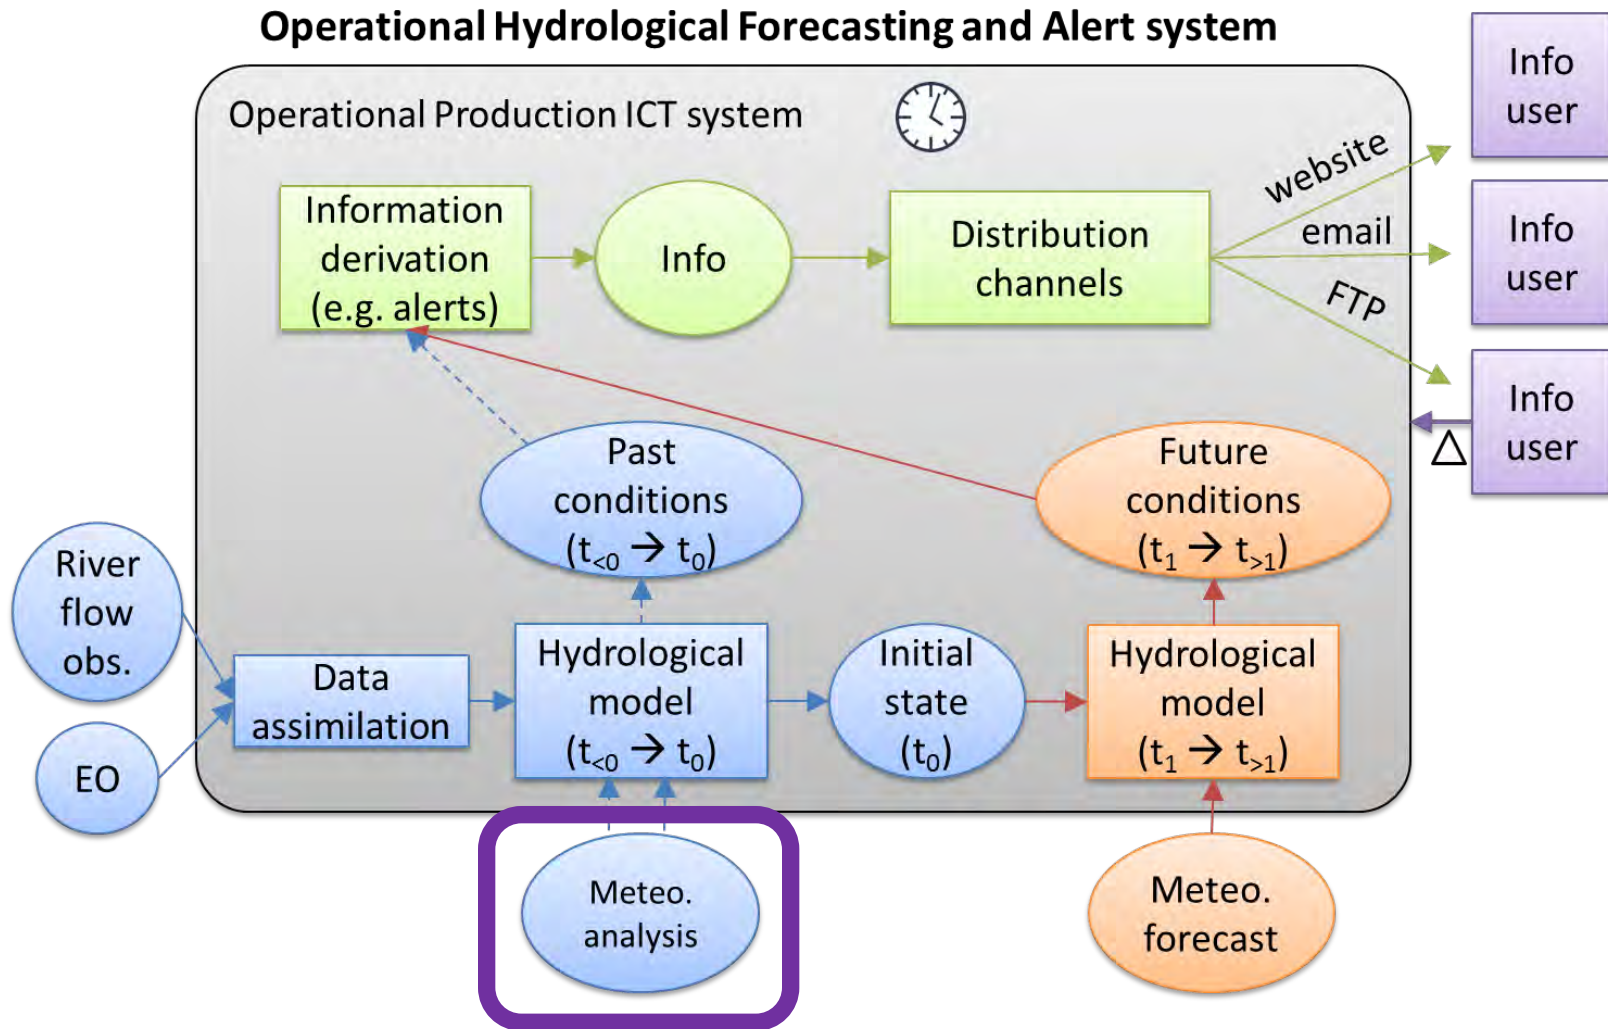 Operational Hydrological Forecasting and Alert system
Operational Production ICT system
Information
derivation
(e.g. alerts)
Info
Distribution
channels
website
email
FTP
Info
user
Info
user
Info
user
Δ
Past
conditions
(t<0 → t0)
Future
conditions
(t1 → t>1)
River
flow
obs.
EO
Data
assimilation
Hydrological
model
(t<0 → t0)
Initial
state
(t0)
Hydrological
model
(t1 → t>1)
Meteo.
analysis
Meteo.
forecast